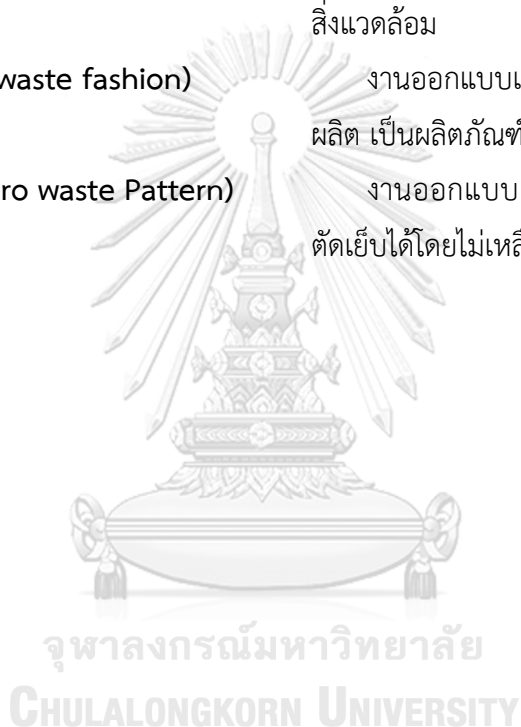 สิ่งแวดล้อม
waste fashion) งานออกแบบ
ผลิต เป็นผลิตภัณฑ์
ro waste Pattern) งานออกแบบ
ตัดเย็บได้โดยไม่เหลื
จุฬาลงกรณ์มหาวิทยาลัย
CHULALONGKORN UNIVERSITY